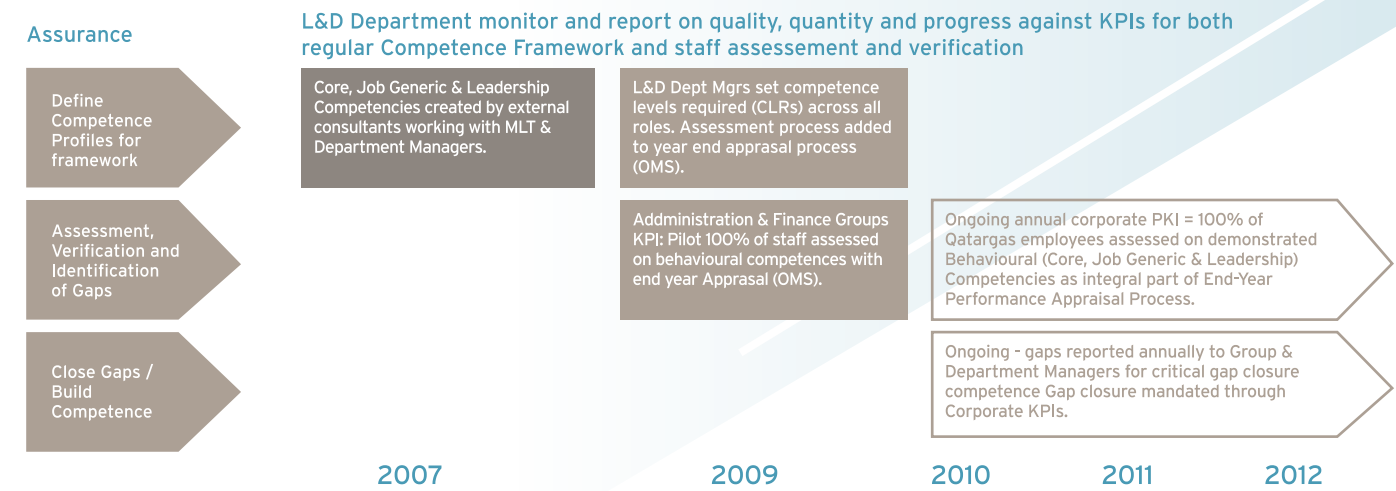 Assurance
L&D Department monitor and report on quality, quantity and progress against KPIs for both
regular Competence Framework and staff assessement and verification
Define
Competence
Profiles for
framework
Core, Job Generic & Leadership
Competencies created by external
consultants working with MLT &
Department Managers.
L&D Dept Mgrs set competence
levels required (CLRs) across all
roles. Assessment process added
to year end apprasal process
(OMS).
Assessment,
Verification and
Identification
of Gaps
Addministration & Finance Groups
KPI: Pilot 100% of staff assessed
on behavioural competences with
end year Apprasal (OMS).
Ongoing annual corporate PKI = 100% of
Qatargas employees assessed on demonstrated
Behavioural (Core, Job Generic & Leadership)
Competencies as integral part of End-Year
Performance Appraisal Process.
Close Gaps /
Build
Competence
Ongoing - gaps reported annually to Group &
Department Managers for critical gap closure
competence Gap closure mandated through
Corporate KPIs.
2007
2009
2010
2011
2012